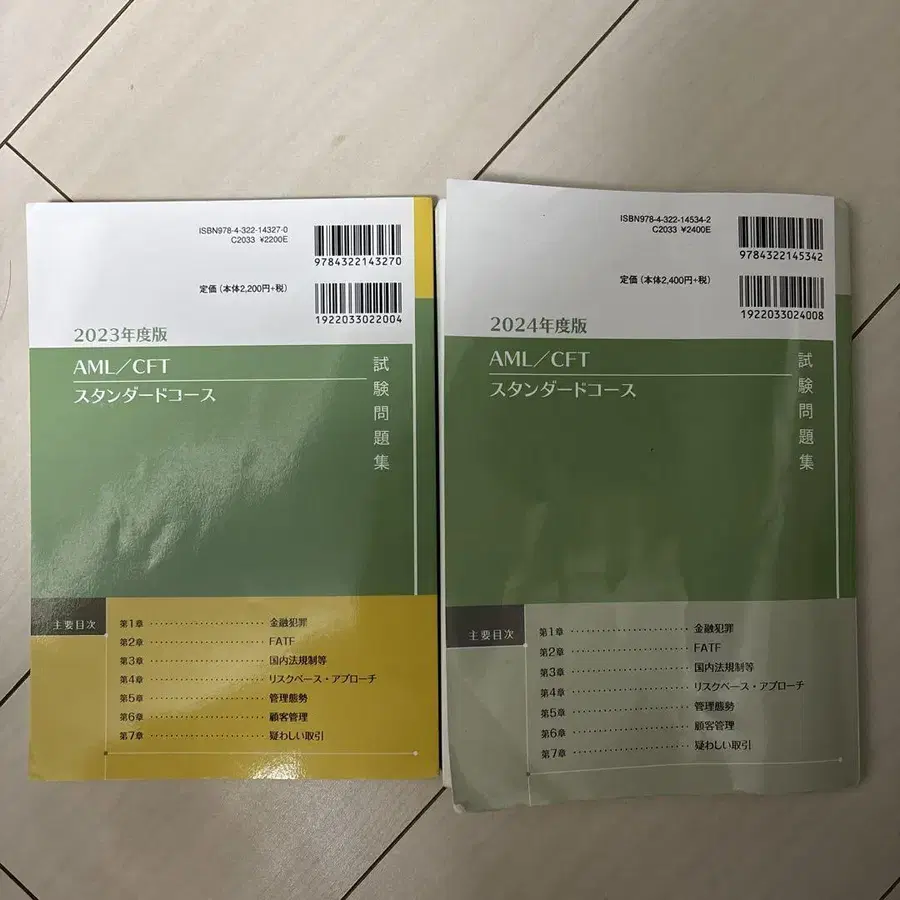 ISBN978-4-322-14327-0
C2033 ¥2200E
9784322143270
定価(本体2,200円+税)
1922033022004
2023年度版
AML/CFT
スタンダードコース
試験問題集
主要目次
第1章 ························ 金融犯罪
第2章 ························ FATF
第3章 ························ 国内法規制等
第4章 ························ リスクベース・アプローチ
第5章 ························ 管理態勢
第6章 ························ 顧客管理
第7章 ························ 疑わしい取引
ISBN978-4-322-14534-2
C2033 ¥2400E
9784322145342
定価(本体2,400円+税)
1922033024008
2024年度版
AML/CFT
スタンダードコース
試験問題集
主要目次
第1章 ························ 金融犯罪
第2章 ························ FATF
第3章 ························ 国内法規制等
第4章 ························ リスクベース・アプローチ
第5章 ························ 管理態勢
第6章 ························ 顧客管理
第7章 ························ 疑わしい取引